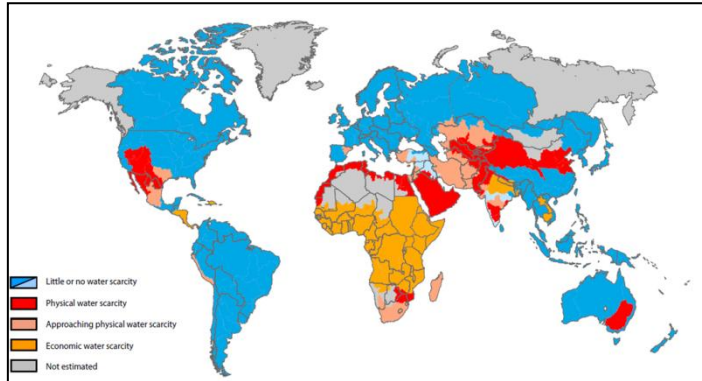 Little or no water scarcity
Physical water scarcity
Approaching physical water scarcity
Economic water scarcity
Not estimated